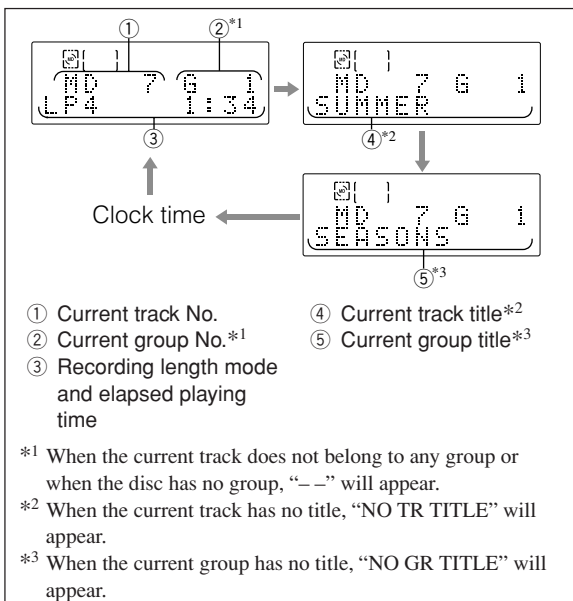 ① ②*1
MD
MD 7 G 1
LP4 1:34
③
MD
MD 7 G 1
SUMMER
④*2
MD
MD 7 G 1
SEASONS
⑤*3
Clock time
① Current track No.
② Current group No.*1
③ Recording length mode
and elapsed playing
time
④ Current track title*2
⑤ Current group title*3
*1 When the current track does not belong to any group or
when the disc has no group, “– –” will appear.
*2 When the current track has no title, “NO TR TITLE” will
appear.
*3 When the current group has no title, “NO GR TITLE” will
appear.